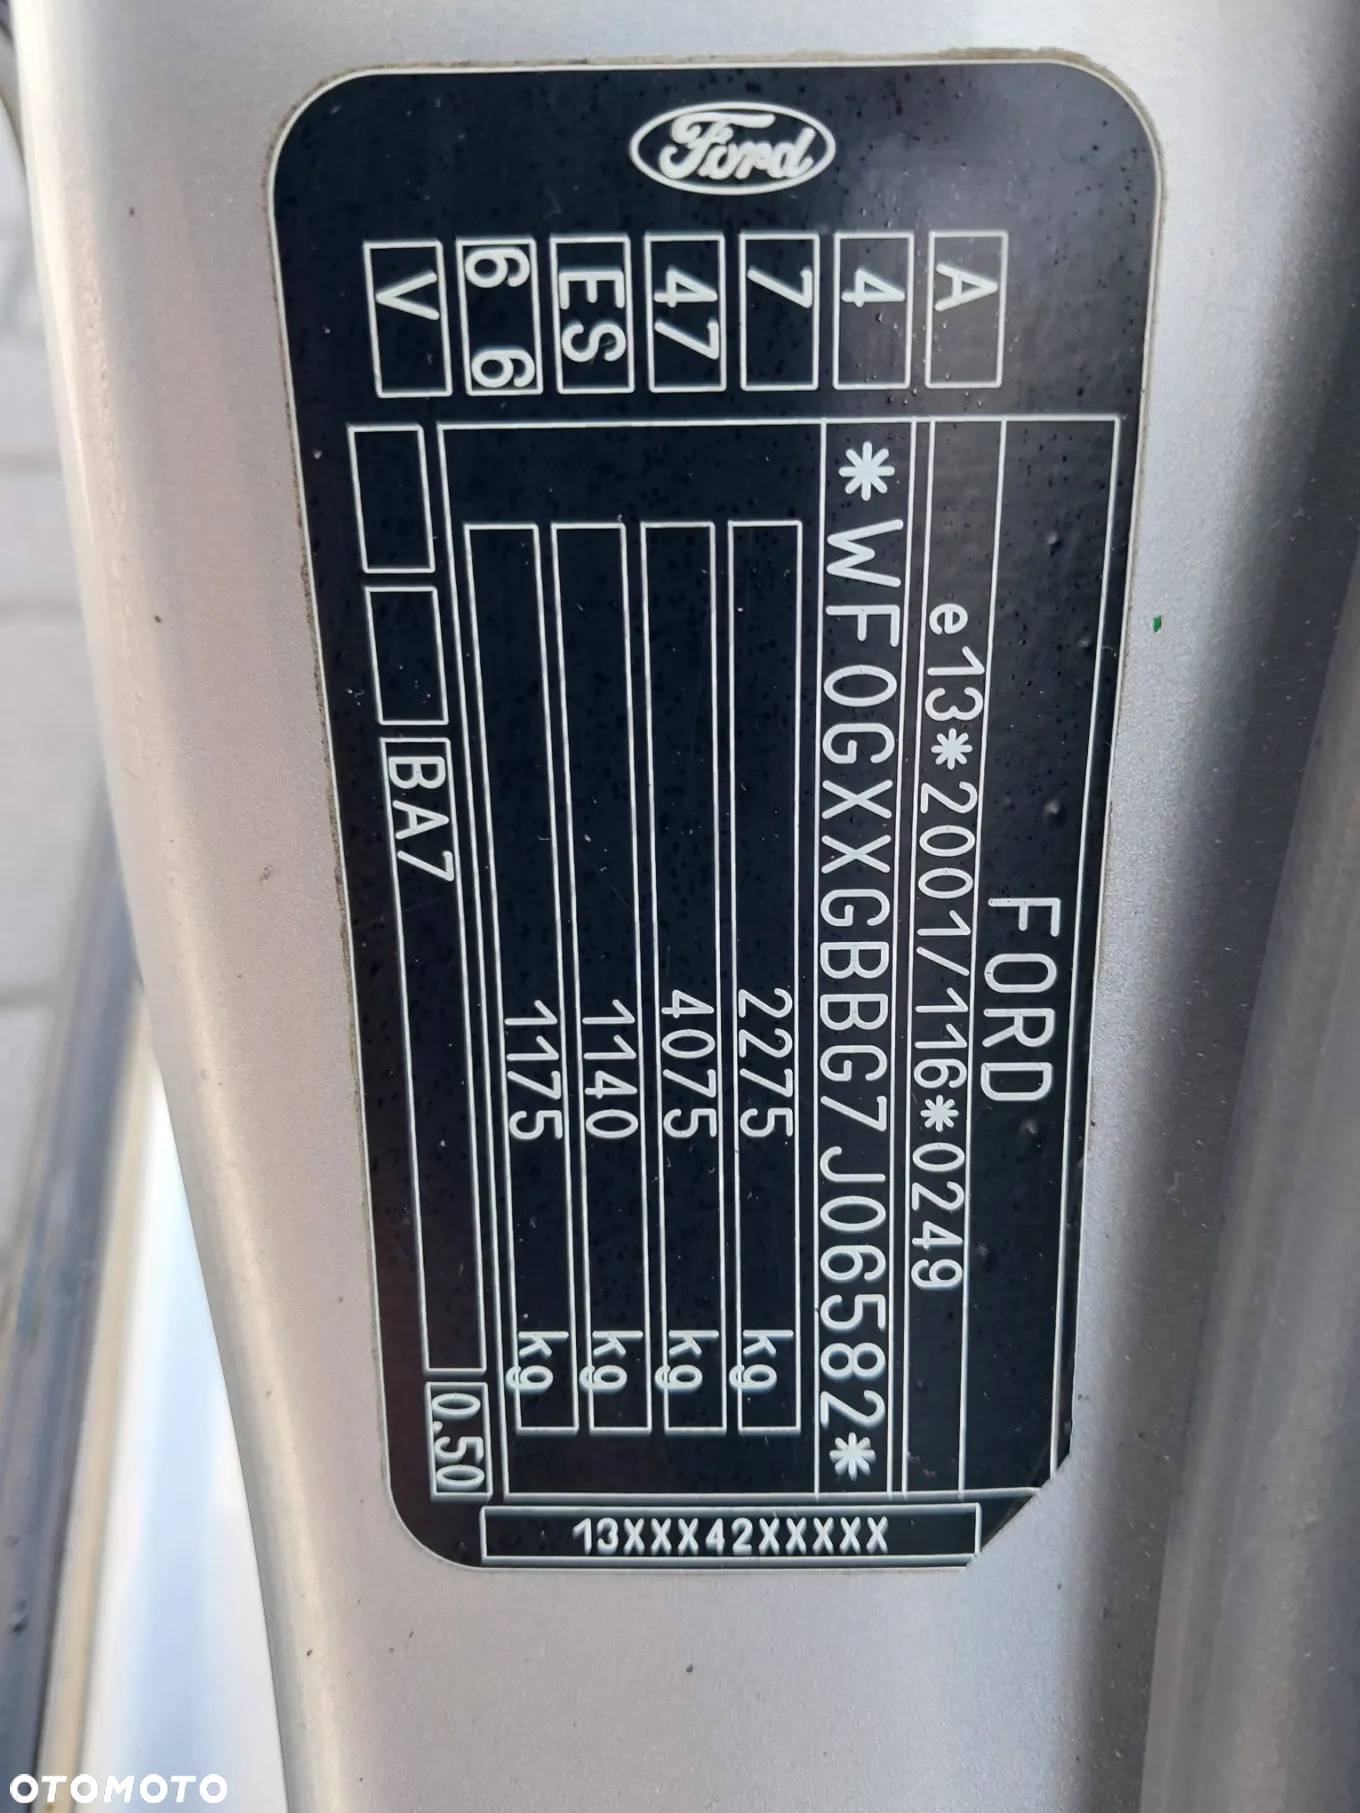 Ford
A
4
7
47
ES
6 6
V
FORD
e13*2001/116*0249
*WF0GXXGBBG7J06582*
2275 kg
4075 kg
1140 kg
1175 kg
BA7
0.50
13XXX42XXXXX
OTOMOTO